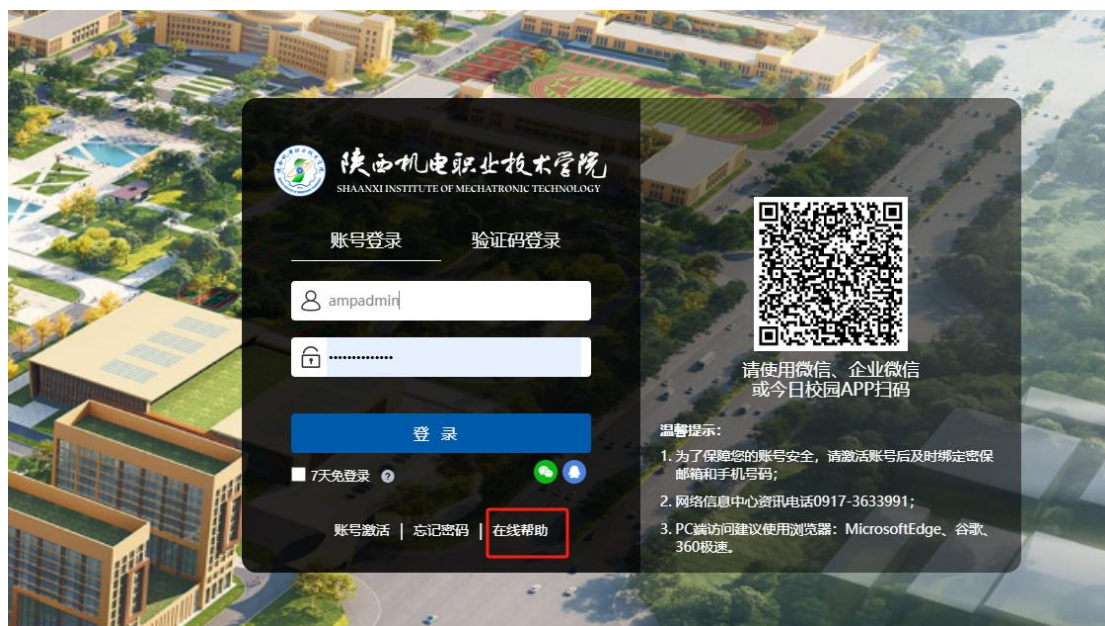 陕西机电职业技术学院
SHAANXI INSTITUTE OF MECHATRONIC TECHNOLOGY
账号登录 验证码登录
ampadmin
•••••••••••••
登 录
7天免登录 ?
账号激活 | 忘记密码 | 在线帮助
请使用微信、企业微信
或今日校园APP扫码
温馨提示：
1. 为了保障您的账号安全，请激活账号后及时绑定密保
邮箱和手机号码；
2. 网络信息中心资讯电话0917-3633991；
3. PC端访问建议使用浏览器：MicrosoftEdge、谷歌、
360极速。